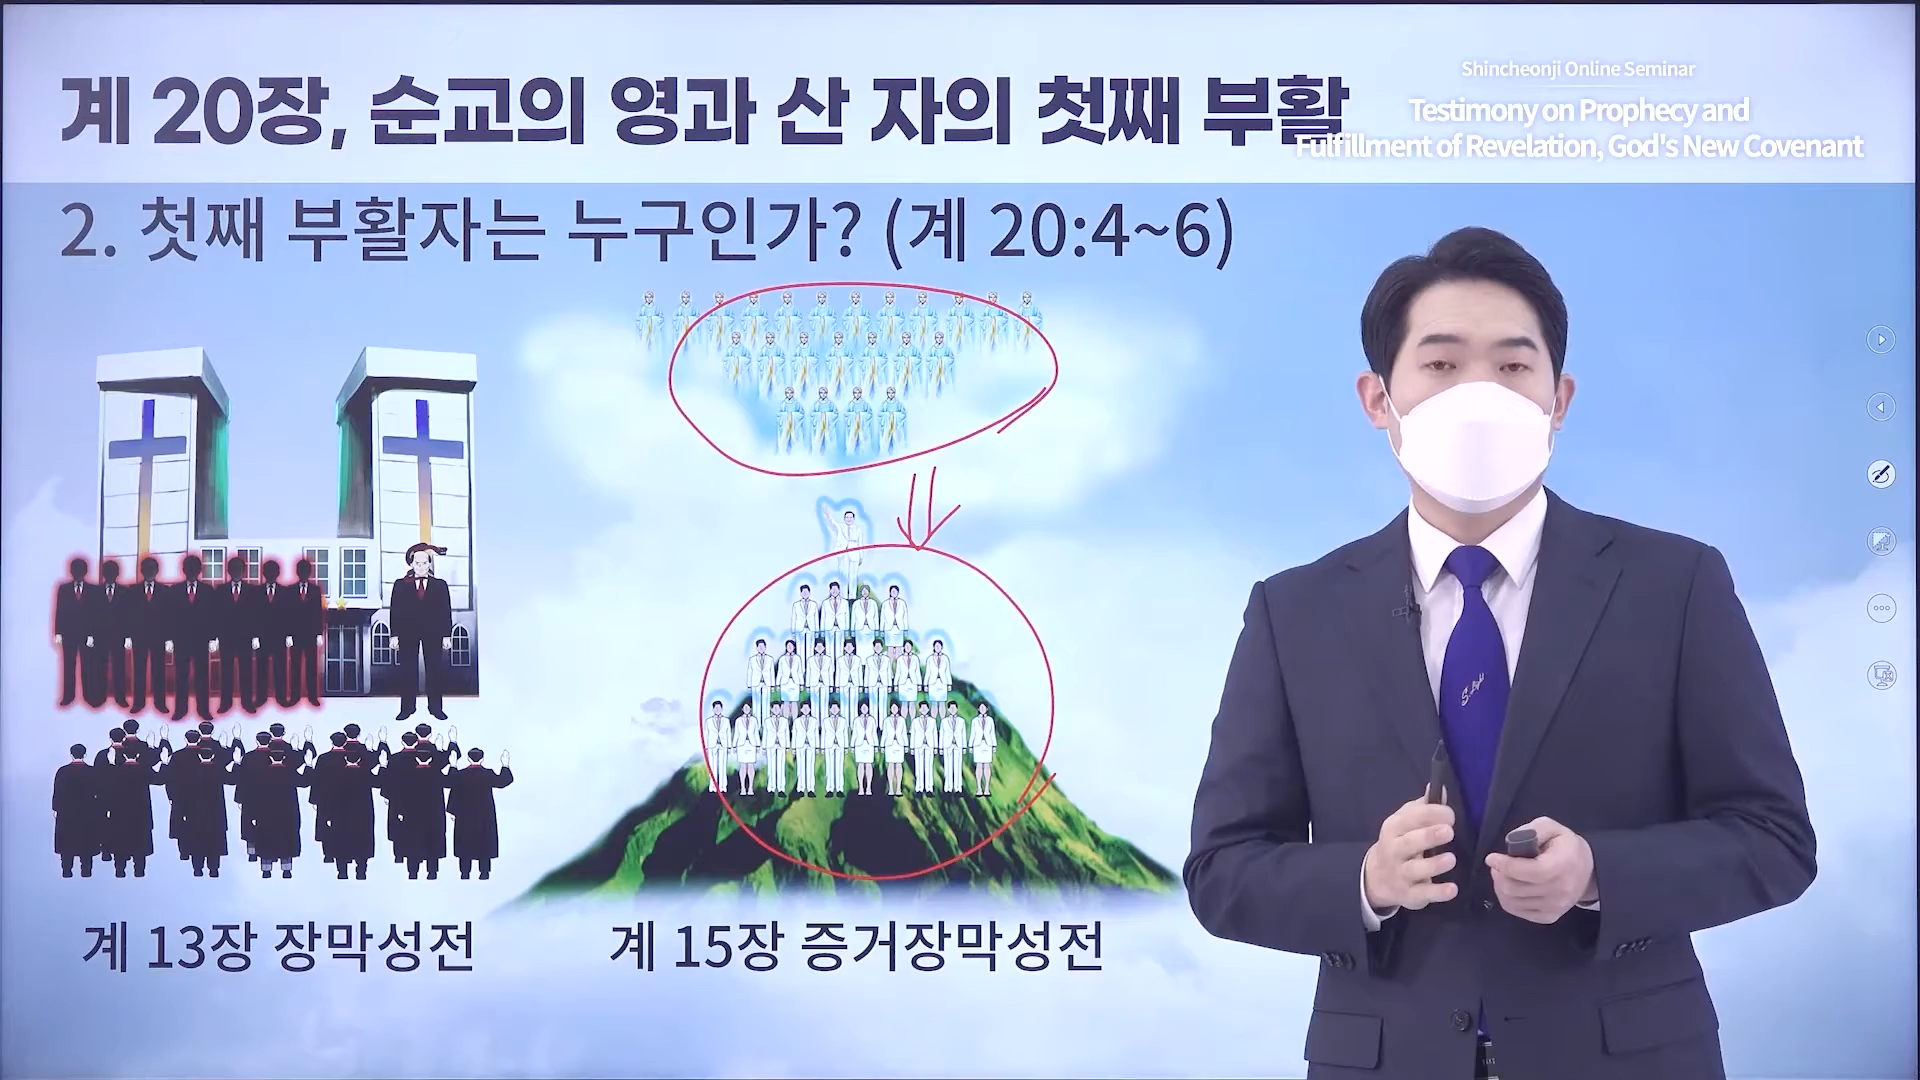 계 20장, 순교의 영과 산 자의 첫째 부활
Shincheonji Online Seminar
Testimony on Prophecy and
Fulfillment of Revelation, God's New Covenant
2. 첫째 부활자는 누구인가? (계 20:4~6)
계 13장 장막성전
계 15장 증거장막성전